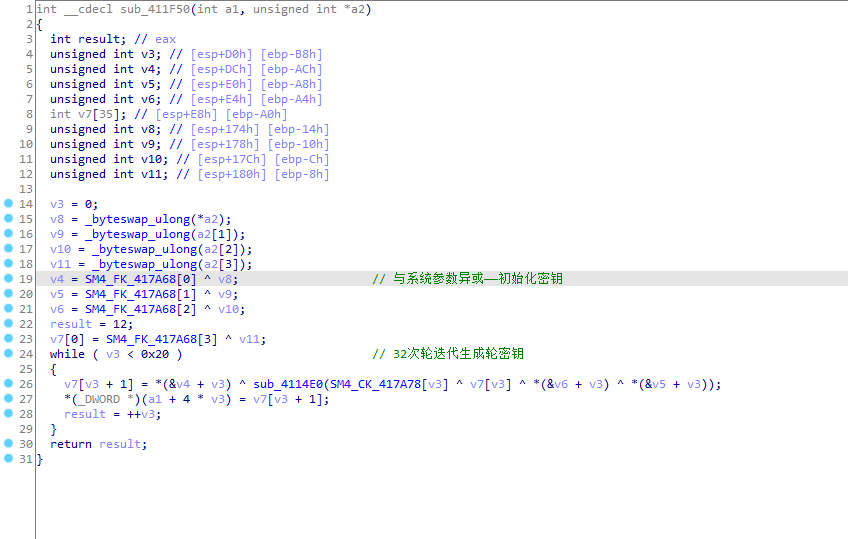 1 int __cdecl sub_411F50(int a1, unsigned int *a2)
2 {
3 int result; // eax
4 unsigned int v3; // [esp+D0h] [ebp-B8h]
5 unsigned int v4; // [esp+DCh] [ebp-ACh]
6 unsigned int v5; // [esp+E0h] [ebp-A8h]
7 unsigned int v6; // [esp+E4h] [ebp-A4h]
8 int v7[35]; // [esp+E8h] [ebp-A0h]
9 unsigned int v8; // [esp+174h] [ebp-14h]
10 unsigned int v9; // [esp+178h] [ebp-10h]
11 unsigned int v10; // [esp+17Ch] [ebp-Ch]
12 unsigned int v11; // [esp+180h] [ebp-8h]
13
14 v3 = 0;
15 v8 = _byteswap_ulong(*a2);
16 v9 = _byteswap_ulong(a2[1]);
17 v10 = _byteswap_ulong(a2[2]);
18 v11 = _byteswap_ulong(a2[3]);
19 v4 = SM4_FK_417A68[0] ^ v8; // 与系统参数异或——初始化密钥
20 v5 = SM4_FK_417A68[1] ^ v9;
21 v6 = SM4_FK_417A68[2] ^ v10;
22 result = 12;
23 v7[0] = SM4_FK_417A68[3] ^ v11;
24 while ( v3 < 0x20 ) // 32次轮迭代生成轮密钥
25 {
26 v7[v3 + 1] = *(&v4 + v3) ^ sub_4114E0(SM4_CK_417A78[v3] ^ v7[v3] ^ *(&v6 + v3) ^ *(&v5 + v3));
27 *(_DWORD *)(a1 + 4 * v3) = v7[v3 + 1];
28 result = ++v3;
29 }
30 return result;
31 }